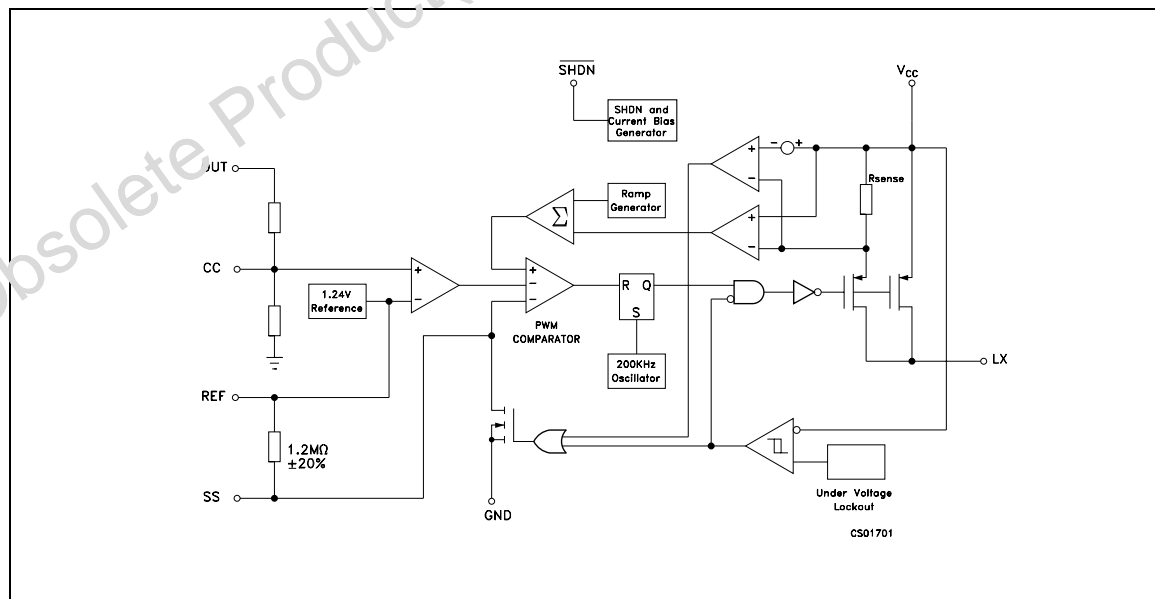 Obsolete Product
SHDN
VCC
SHDN and
Current Bias
Generator
OUT
Rsense
Ramp
Generator
Σ
CC
1.24V
Reference
+
−
+
−
−
+
−
+
−
− +
R Q
S
PWM
COMPARATOR
200KHz
Oscillator
LX
REF
1.2MΩ
±20%
SS
GND
Under Voltage
Lockout
CS01701